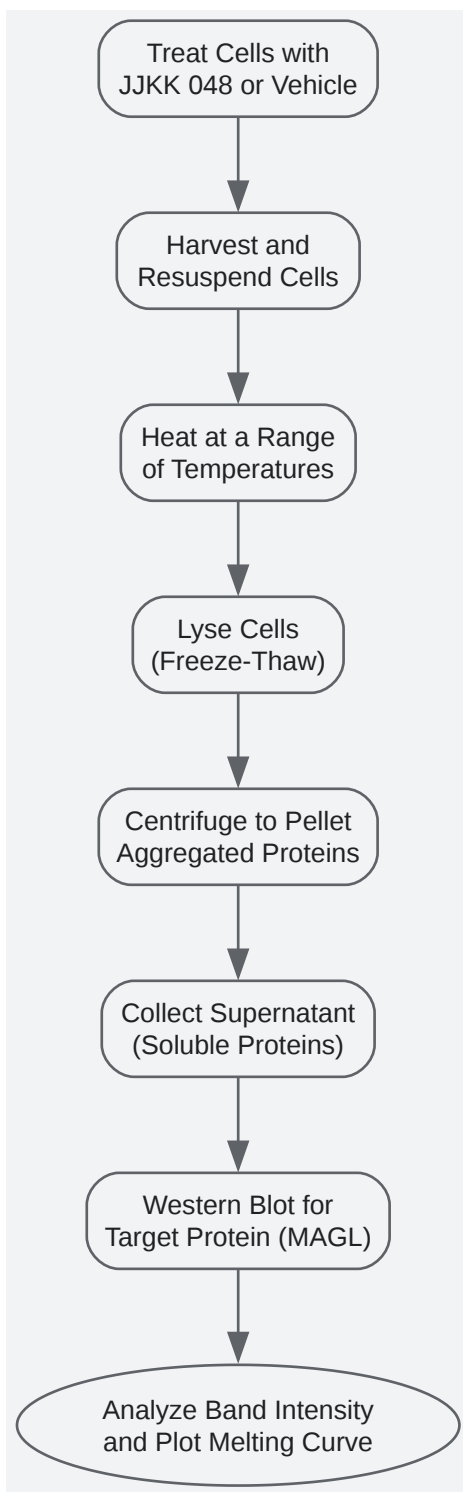 Treat Cells with
JJKK 048 or Vehicle
Harvest and
Resuspend Cells
Heat at a Range
of Temperatures
Lyse Cells
(Freeze-Thaw)
Centrifuge to Pellet
Aggregated Proteins
Collect Supernatant
(Soluble Proteins)
Western Blot for
Target Protein (MAGL)
Analyze Band Intensity
and Plot Melting Curve